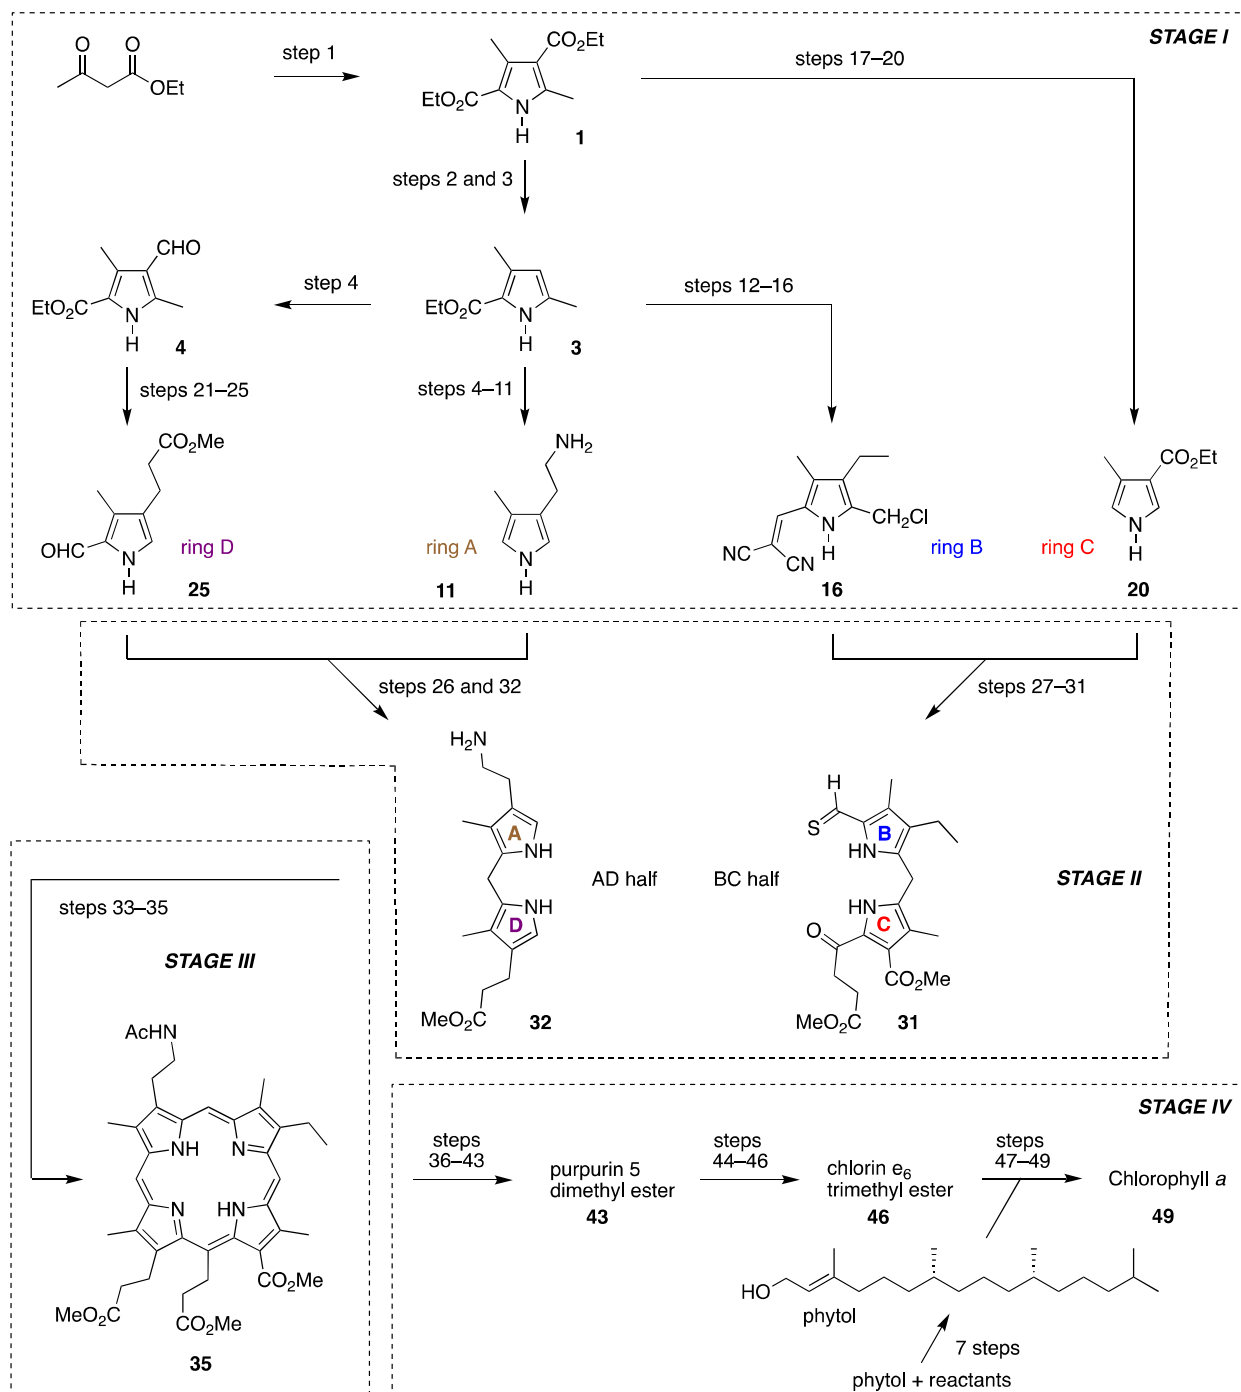 STAGE I
O
O
OEt
step 1
CO2Et
EtO2C
N
H
1
steps 17–20
steps 2 and 3
CHO
EtO2C
N
H
4
step 4
EtO2C
N
H
3
steps 12–16
steps 21–25
steps 4–11
CO2Me
OHC
N
H
ring D
25
NH2
ring A
N
H
11
N
H
CH2Cl
NC
CN
ring B
16
CO2Et
ring C
N
H
20
steps 26 and 32
steps 27–31
H2N
A
NH
NH
D
MeO2C
32
AD half
BC half
H
S
B
HN
HN
C
O
CO2Me
MeO2C
31
STAGE II
steps 33–35
STAGE III
AcHN
NH
N
N
HN
CO2Me
MeO2C
CO2Me
35
STAGE IV
steps
36–43
purpurin 5
dimethyl ester
43
steps
44–46
chlorin e6
trimethyl ester
46
steps
47–49
Chlorophyll a
49
HO
phytol
7 steps
phytol + reactants